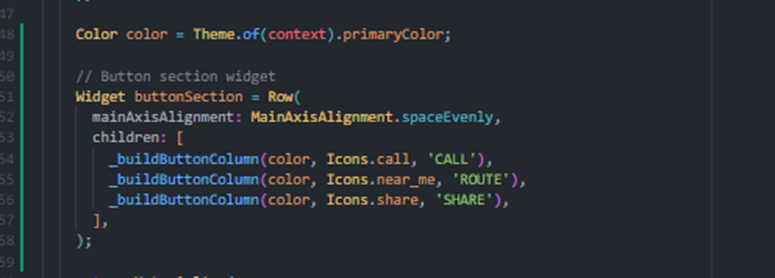 47
48 Color color = Theme.of(context).primaryColor;
49
50 // Button section widget
51 Widget buttonSection = Row(
52 mainAxisAlignment: MainAxisAlignment.spaceEvenly,
53 children: [
54 _buildButtonColumn(color, Icons.call, 'CALL'),
55 _buildButtonColumn(color, Icons.near_me, 'ROUTE'),
56 _buildButtonColumn(color, Icons.share, 'SHARE'),
57 ],
58 );
59